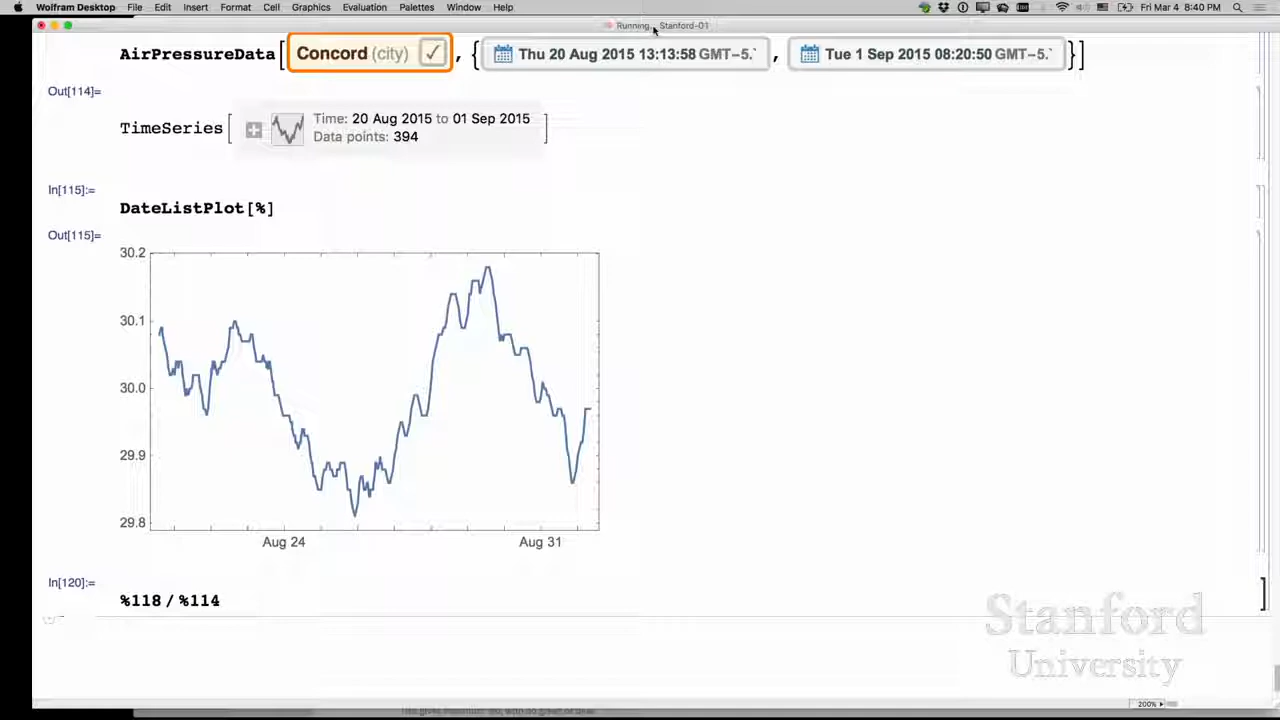 Wolfram Desktop File Edit Insert Format Cell Graphics Evaluation Palettes Window Help Fri Mar 4 8:40 PM
Running... Stanford-01
AirPressureData[ Concord (city) ✓ , { Thu 20 Aug 2015 13:13:58 GMT-5.` , Tue 1 Sep 2015 08:20:50 GMT-5.` }]
Out[114]=
TimeSeries[ Time: 20 Aug 2015 to 01 Sep 2015
Data points: 394 ]
In[115]:=
DateListPlot[%]
Out[115]=
30.2
30.1
30.0
29.9
29.8
Aug 24 Aug 31
In[120]:=
%118 / %114
Stanford
University
200%